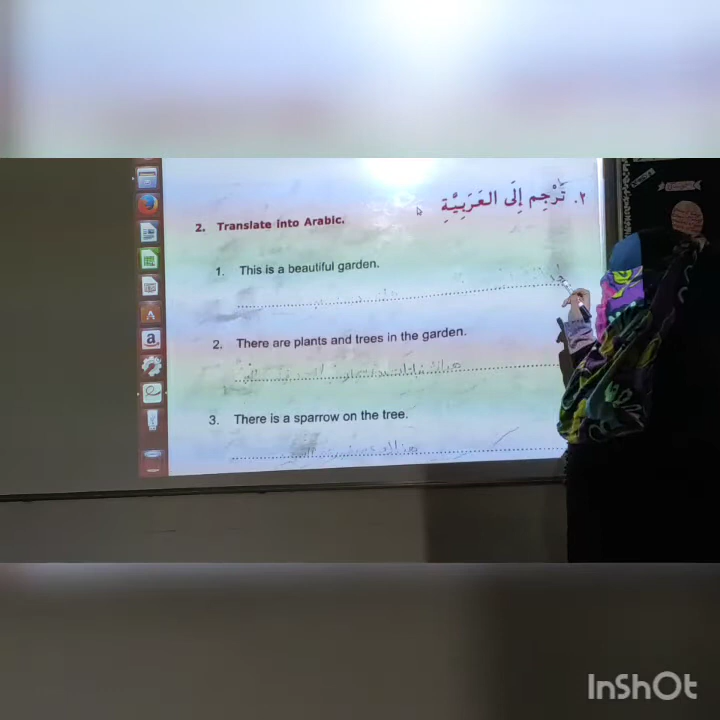 ٢. تَرْجِم إِلَى العَرَبِيَّةِ
2. Translate into Arabic.
1. This is a beautiful garden.
2. There are plants and trees in the garden.
3. There is a sparrow on the tree.
InShOt